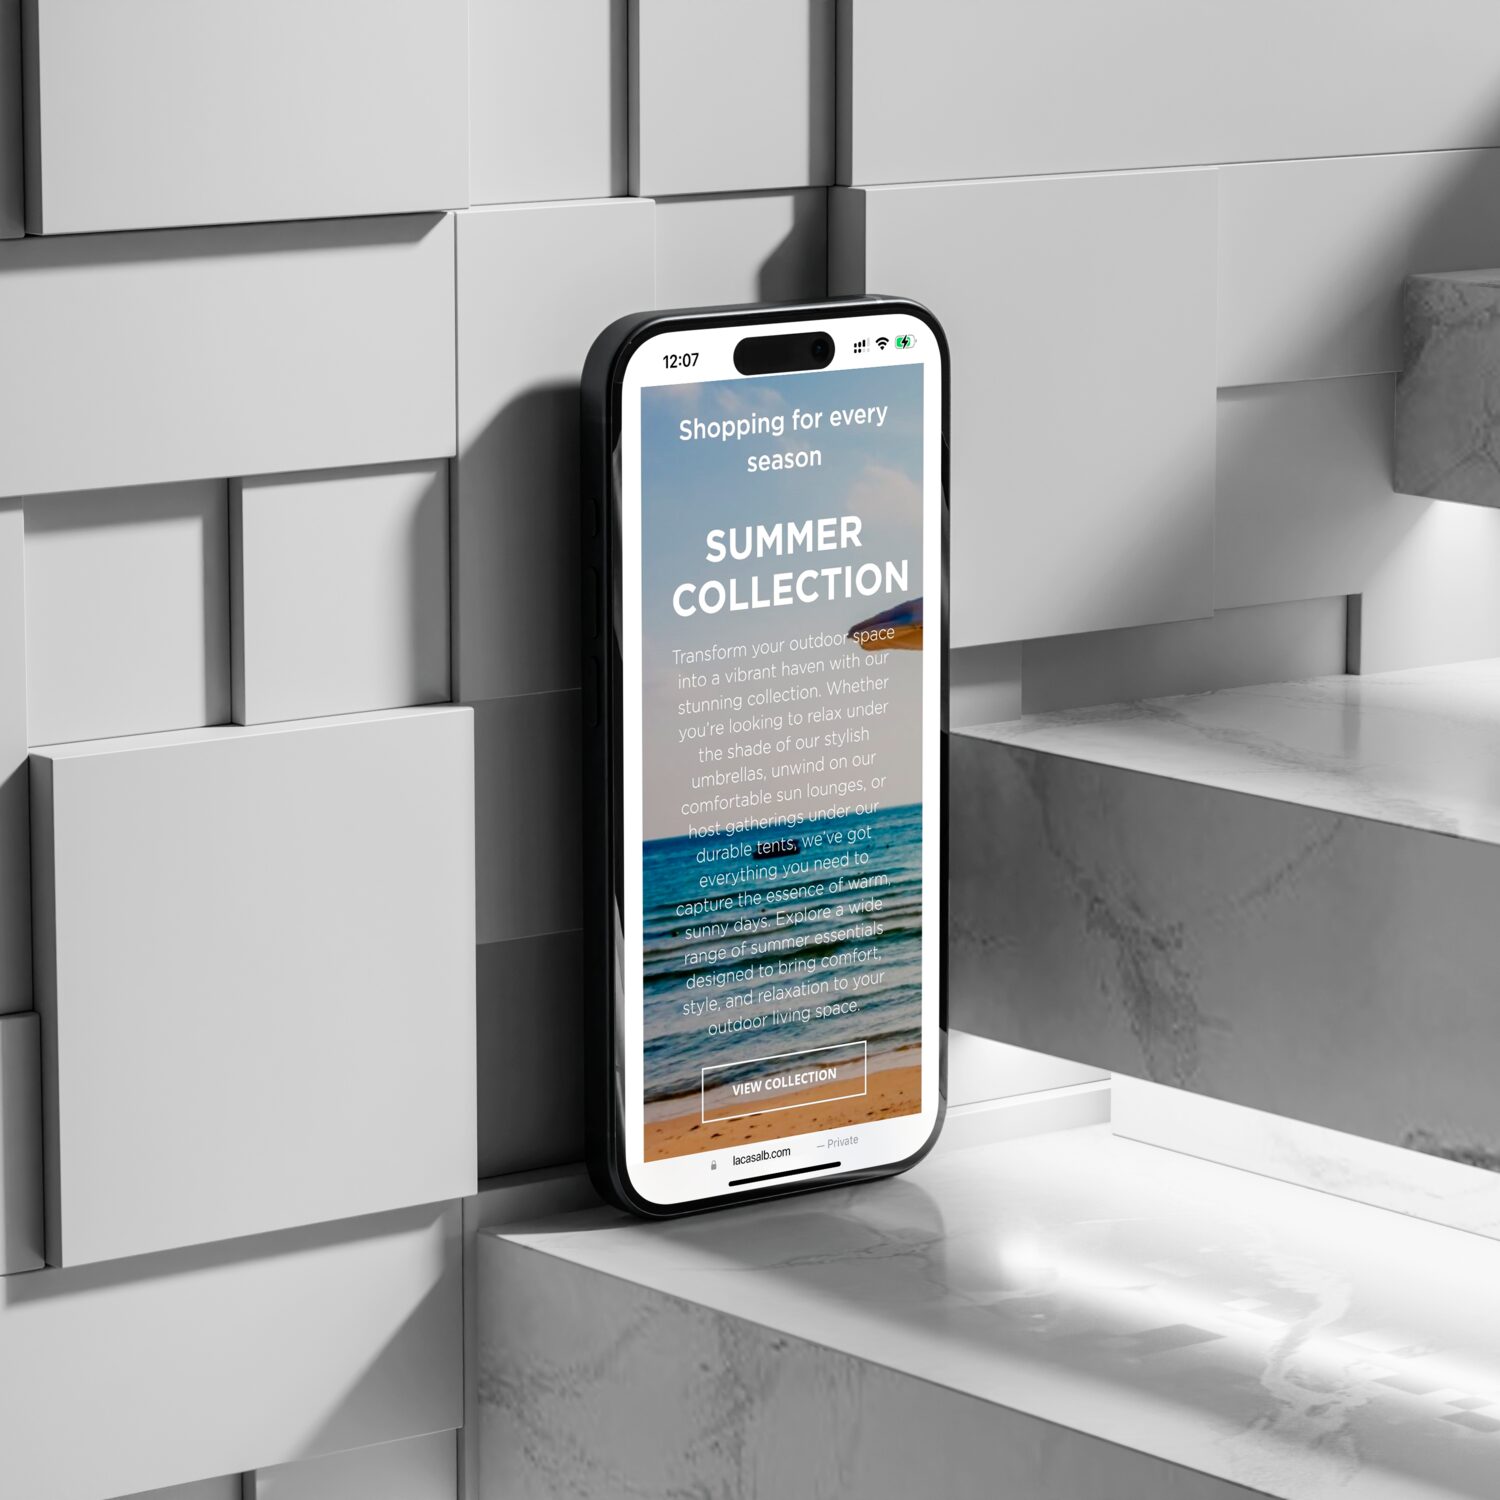 12:07
Shopping for every
season
SUMMER
COLLECTION
Transform your outdoor space
into a vibrant haven with our
stunning collection. Whether
you're looking to relax under
the shade of our stylish
umbrellas, unwind on our
comfortable sun lounges, or
host gatherings under our
durable tents, we've got
everything you need to
capture the essence of warm,
sunny days. Explore a wide
range of summer essentials
designed to bring comfort,
style, and relaxation to your
outdoor living space.
VIEW COLLECTION
lacasalb.com — Private